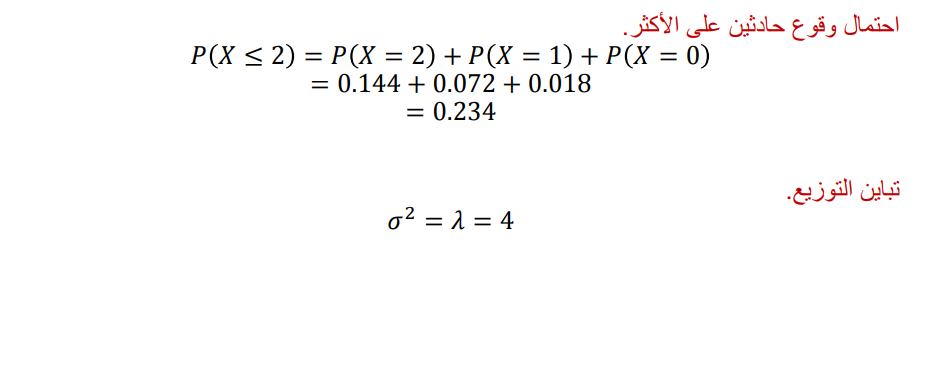 احتمال وقوع حادثين على الأكثر.
P(X ≤ 2) = P(X = 2) + P(X = 1) + P(X = 0)
= 0.144 + 0.072 + 0.018
= 0.234
تباين التوزيع.
σ² = λ = 4